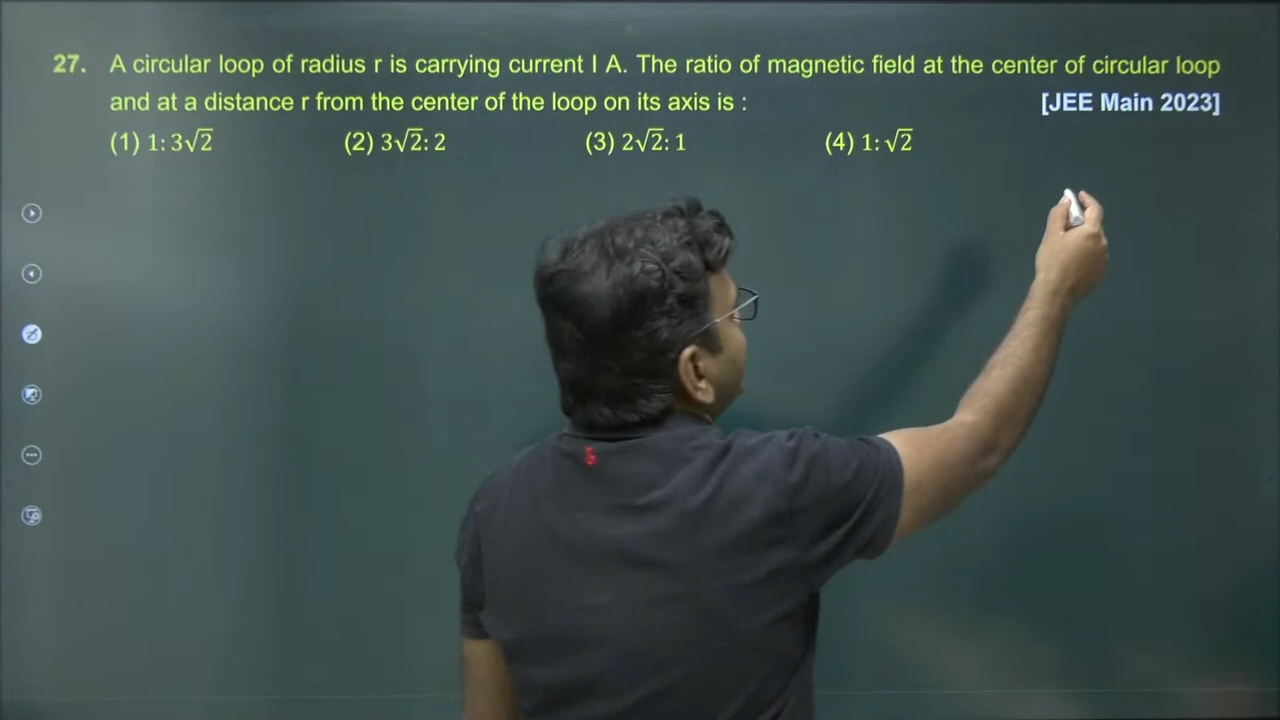 27. A circular loop of radius r is carrying current I A. The ratio of magnetic field at the center of circular loop
and at a distance r from the center of the loop on its axis is : [JEE Main 2023]
(1) 1: 3√2 (2) 3√2: 2 (3) 2√2: 1 (4) 1: √2